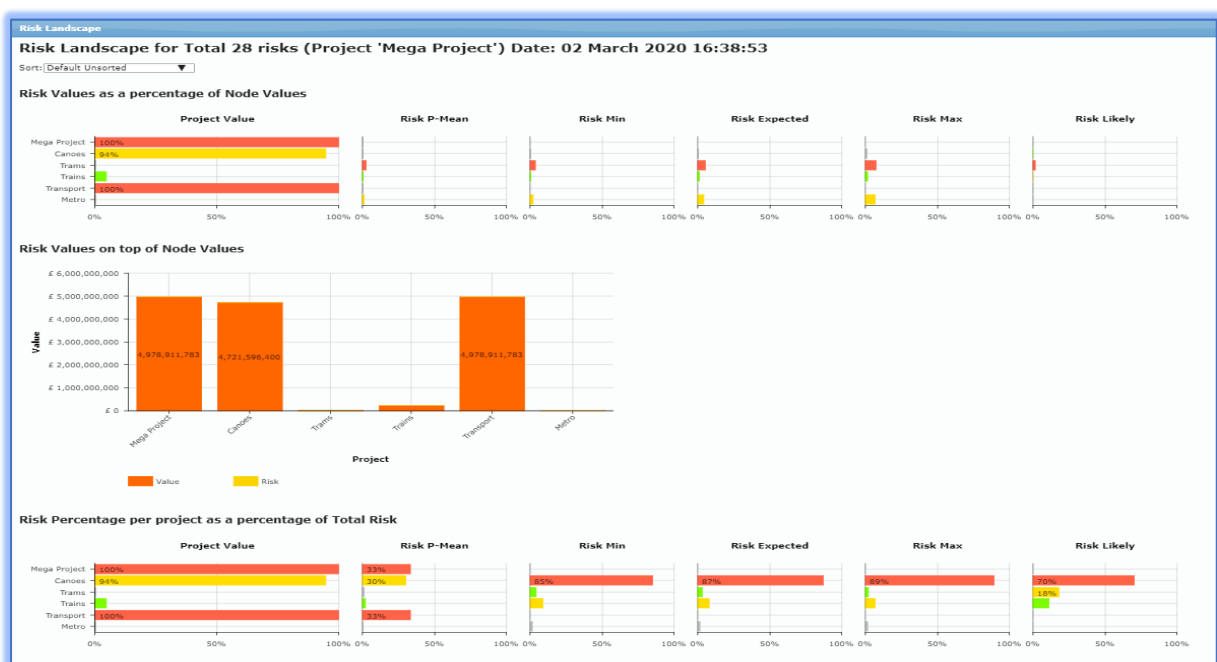 Risk Landscape
Risk Landscape for Total 28 risks (Project 'Mega Project') Date: 02 March 2020 16:38:53
Sort: Default Unsorted ▼
Risk Values as a percentage of Node Values
Project Value Risk P-Mean Risk Min Risk Expected Risk Max Risk Likely
Mega Project 100%
Canoes 94%
Trams
Trains
Transport 100%
Metro
0% 50% 100% 0% 50% 100% 0% 50% 100% 0% 50% 100% 0% 50% 100% 0% 50% 100%
Risk Values on top of Node Values
£ 6,000,000,000
£ 5,000,000,000
£ 4,000,000,000
£ 3,000,000,000
£ 2,000,000,000
£ 1,000,000,000
£ 0
Value
4,978,911,783 4,721,596,400 4,978,911,783
Mega Project Canoes Trams Trains Transport Metro
Project
Value Risk
Risk Percentage per project as a percentage of Total Risk
Project Value Risk P-Mean Risk Min Risk Expected Risk Max Risk Likely
Mega Project 100% 33%
Canoes 94% 30% 85% 87% 89% 70%
Trams 18%
Trains
Transport 100% 33%
Metro
0% 50% 100% 0% 50% 100% 0% 50% 100% 0% 50% 100% 0% 50% 100% 0% 50% 100%